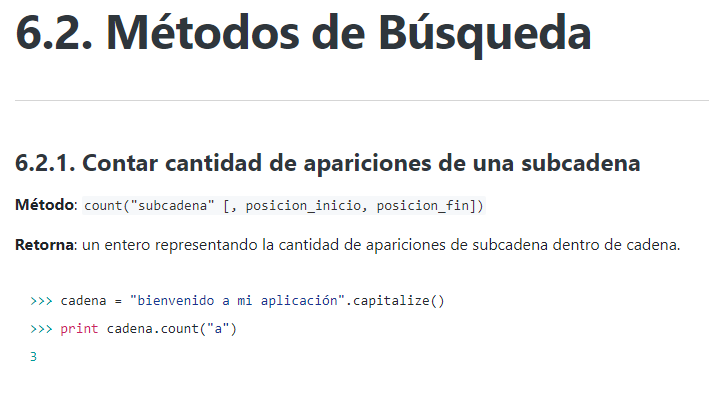 6.2. Métodos de Búsqueda
6.2.1. Contar cantidad de apariciones de una subcadena
Método: count("subcadena" [, posicion_inicio, posicion_fin])
Retorna: un entero representando la cantidad de apariciones de subcadena dentro de cadena.
>>> cadena = "bienvenido a mi aplicación".capitalize()
>>> print cadena.count("a")
3